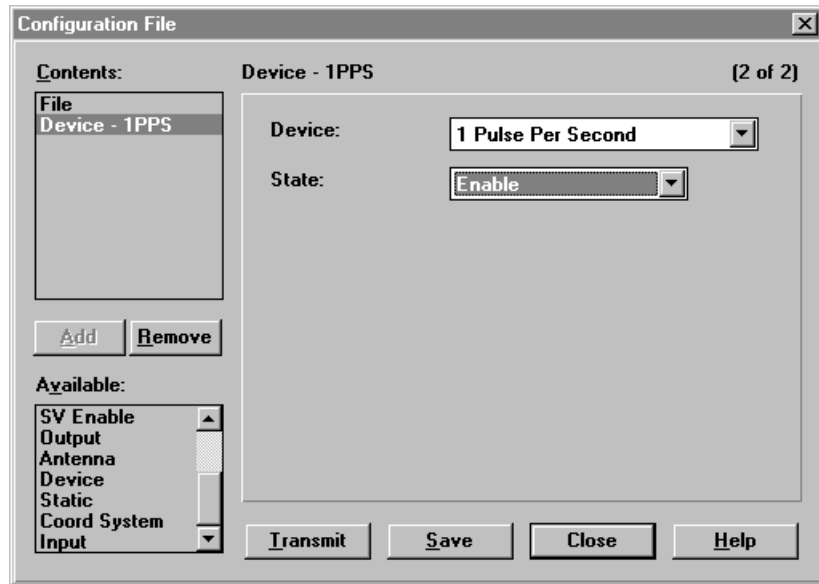 Configuration File
Contents:
File
Device - 1PPS
Add
Remove
Available:
SV Enable
Output
Antenna
Device
Static
Coord System
Input
Device - 1PPS
(2 of 2)
Device:
1 Pulse Per Second
State:
Enable
Transmit
Save
Close
Help